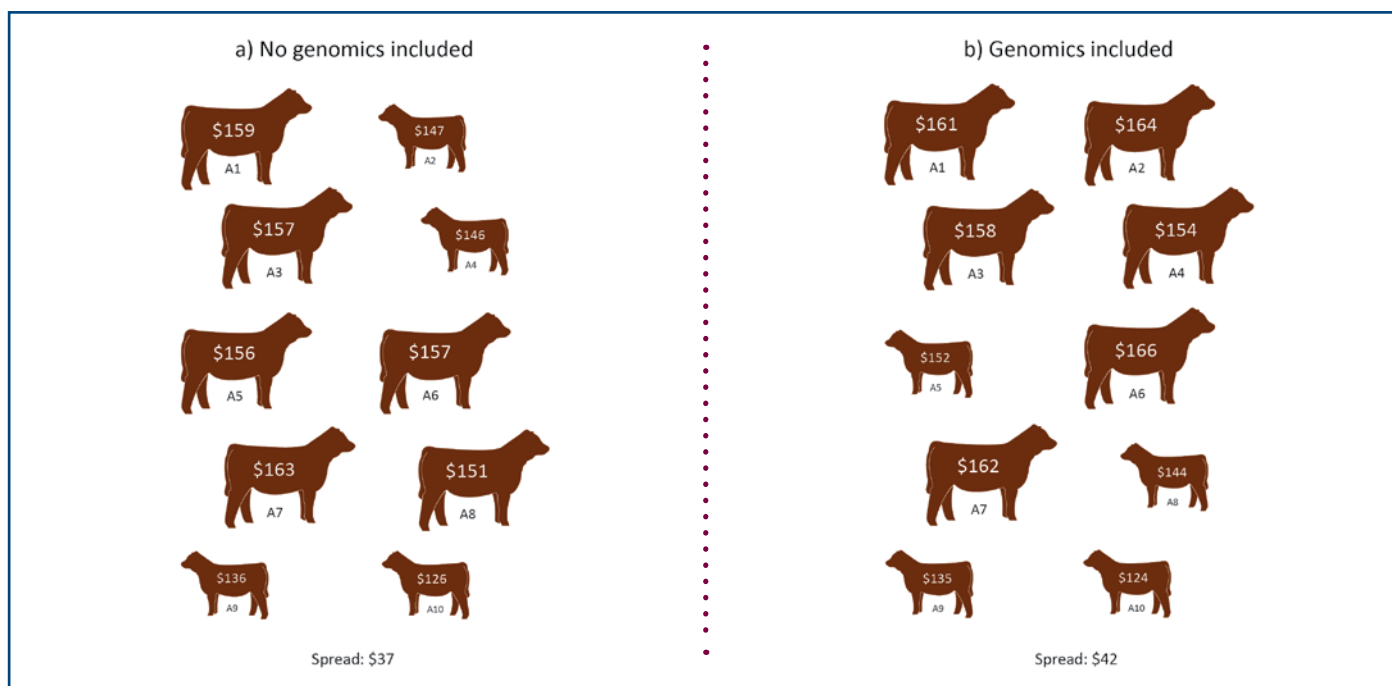 a) No genomics included
$159
A1
$147
A2
$157
A3
$146
A4
$156
A5
$157
A6
$163
A7
$151
A8
$136
A9
$126
A10
Spread: $37
b) Genomics included
$161
A1
$164
A2
$158
A3
$154
A4
$152
A5
$166
A6
$162
A7
$144
A8
$135
A9
$124
A10
Spread: $42